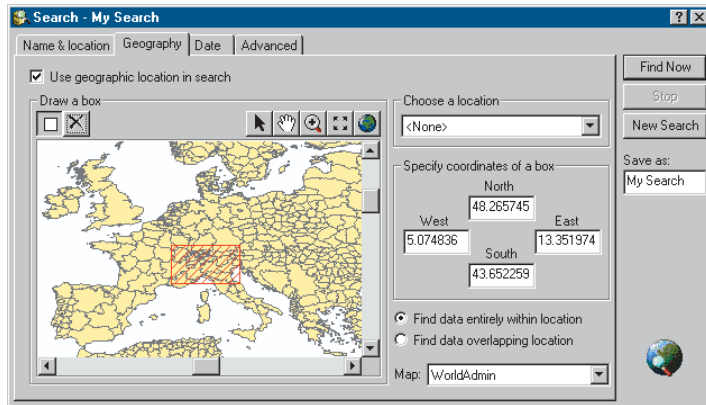 Search - My Search
Name & location
Geography
Date
Advanced
Use geographic location in search
Draw a box
Choose a location
<None>
Specify coordinates of a box
North
48.265745
West
East
5.074836
13.351974
South
43.652259
Find data entirely within location
Find data overlapping location
Map:
WorldAdmin
Find Now
Stop
New Search
Save as:
My Search